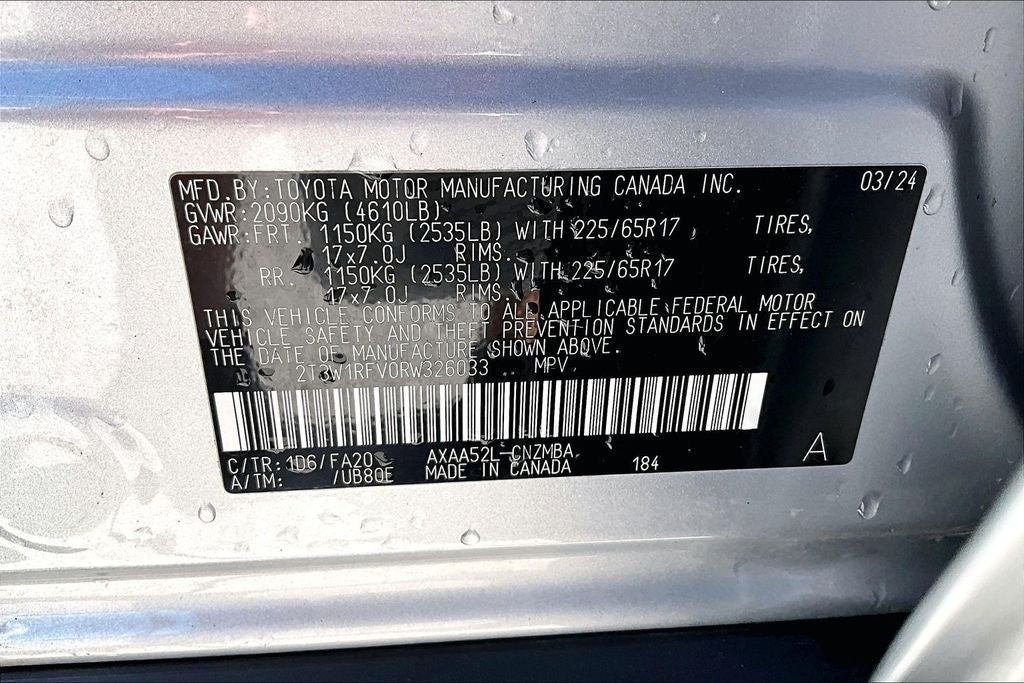 MFD.BY:TOYOTA MOTOR MANUFACTURING CANADA INC. 03/24
GVWR:2090KG (4610LB)
GAWR:FRT. 1150KG (2535LB) WITH 225/65R17 TIRES,
17x7.0J RIMS.
RR. 1150KG (2535LB) WITH 225/65R17 TIRES,
17x7.0J RIMS.
THIS VEHICLE CONFORMS TO ALL APPLICABLE FEDERAL MOTOR
VEHICLE SAFETY AND THEFT PREVENTION STANDARDS IN EFFECT ON
THE DATE OF MANUFACTURE SHOWN ABOVE.
2T3W1RFV0RW326033 MPV
C/TR:1D6/FA20 AXAA52L-CNZMBA 184 A
A/TM: /UB80E MADE IN CANADA